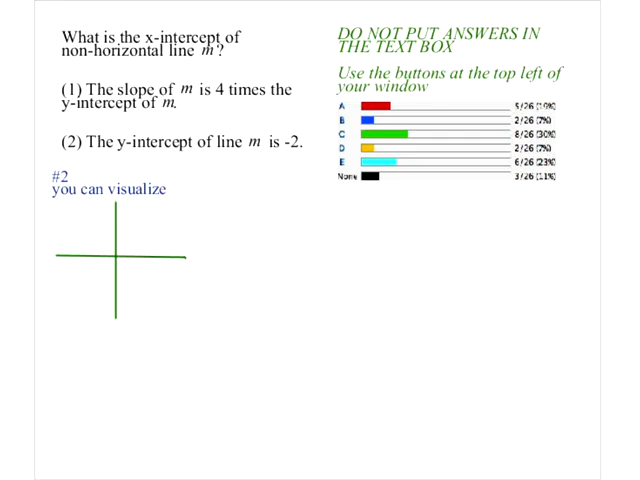 What is the x-intercept of
non-horizontal line m?
(1) The slope of m is 4 times the
y-intercept of m.
(2) The y-intercept of line m is -2.
#2
you can visualize
DO NOT PUT ANSWERS IN
THE TEXT BOX
Use the buttons at the top left of
your window
A 5/26 (19%)
B 2/26 (7%)
C 8/26 (30%)
D 2/26 (7%)
E 6/26 (23%)
None 3/26 (11%)